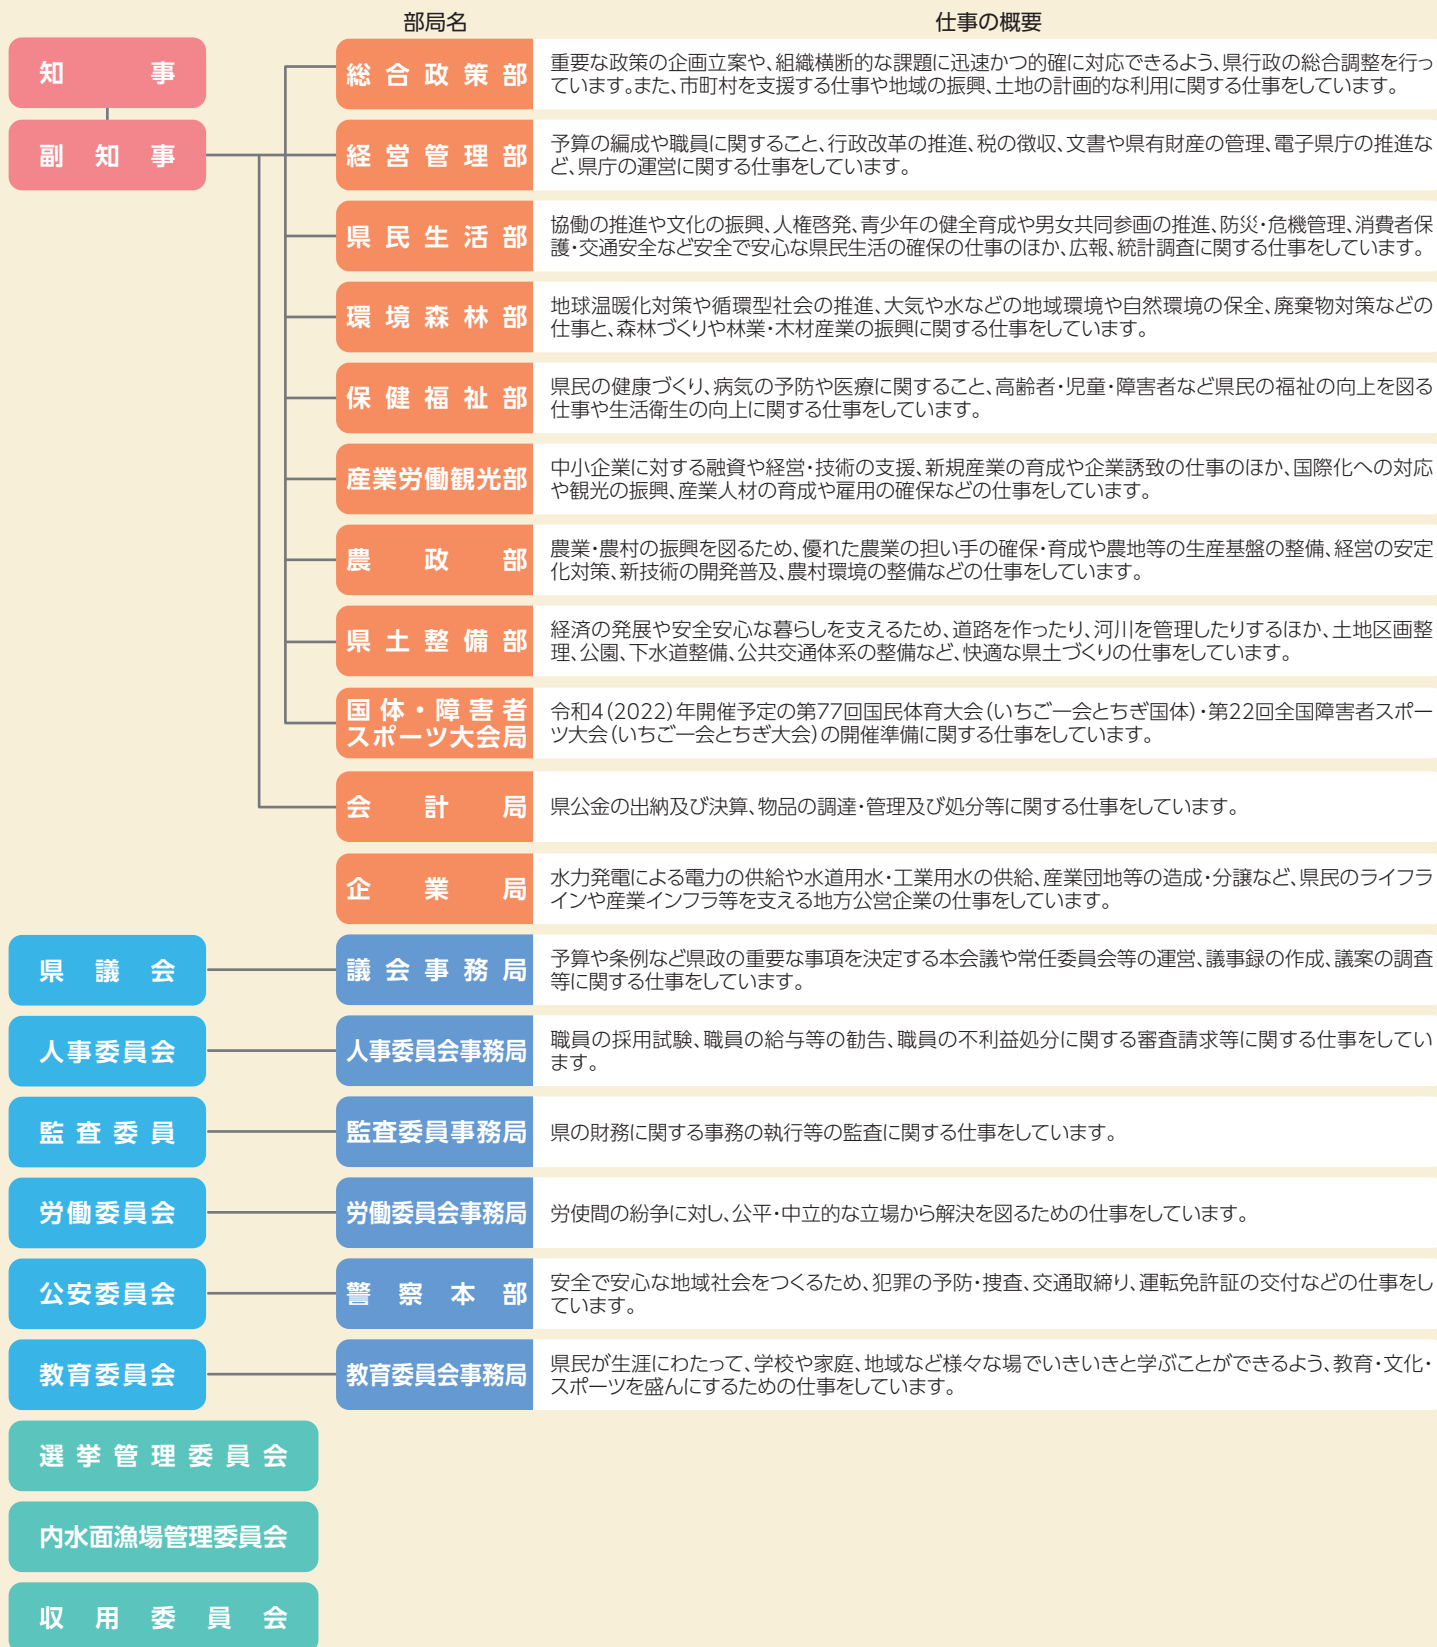 部局名
仕事の概要
知事
副知事
総合政策部
重要な政策の企画立案や、組織横断的な課題に迅速かつ的確に対応できるよう、県行政の総合調整を行っ
ています。また、市町村を支援する仕事や地域の振興、土地の計画的な利用に関する仕事をしています。
経営管理部
予算の編成や職員に関すること、行政改革の推進、税の徴収、文書や県有財産の管理、電子県庁の推進な
ど、県庁の運営に関する仕事をしています。
県民生活部
協働の推進や文化の振興、人権啓発、青少年の健全育成や男女共同参画の推進、防災・危機管理、消費者保
護・交通安全など安全で安心な県民生活の確保の仕事のほか、広報、統計調査に関する仕事をしています。
環境森林部
地球温暖化対策や循環型社会の推進、大気や水などの地域環境や自然環境の保全、廃棄物対策などの
仕事と、森林づくりや林業・木材産業の振興に関する仕事をしています。
保健福祉部
県民の健康づくり、病気の予防や医療に関すること、高齢者・児童・障害者など県民の福祉の向上を図る
仕事や生活衛生の向上に関する仕事をしています。
産業労働観光部
中小企業に対する融資や経営・技術の支援、新規産業の育成や企業誘致の仕事のほか、国際化への対応
や観光の振興、産業人材の育成や雇用の確保などの仕事をしています。
農政部
農業・農村の振興を図るため、優れた農業の担い手の確保・育成や農地等の生産基盤の整備、経営の安定
化対策、新技術の開発普及、農村環境の整備などの仕事をしています。
県土整備部
経済の発展や安全安心な暮らしを支えるため、道路を作ったり、河川を管理したりするほか、土地区画整
理、公園、下水道整備、公共交通体系の整備など、快適な県土づくりの仕事をしています。
国体・障害者
スポーツ大会局
令和4(2022)年開催予定の第77回国民体育大会(いちご一会とちぎ国体)・第22回全国障害者スポー
ツ大会(いちご一会とちぎ大会)の開催準備に関する仕事をしています。
会計局
県公金の出納及び決算、物品の調達・管理及び処分等に関する仕事をしています。
企業局
水力発電による電力の供給や水道用水・工業用水の供給、産業団地等の造成・分譲など、県民のライフラ
インや産業インフラ等を支える地方公営企業の仕事をしています。
県議会
議会事務局
予算や条例など県政の重要な事項を決定する本会議や常任委員会等の運営、議事録の作成、議案の調査
等に関する仕事をしています。
人事委員会
人事委員会事務局
職員の採用試験、職員の給与等の勧告、職員の不利益処分に関する審査請求等に関する仕事をしてい
ます。
監査委員
監査委員事務局
県の財務に関する事務の執行等の監査に関する仕事をしています。
労働委員会
労働委員会事務局
労使間の紛争に対し、公平・中立的な立場から解決を図るための仕事をしています。
公安委員会
警察本部
安全で安心な地域社会をつくるため、犯罪の予防・捜査、交通取締り、運転免許証の交付などの仕事をし
ています。
教育委員会
教育委員会事務局
県民が生涯にわたって、学校や家庭、地域など様々な場でいきいきと学ぶことができるよう、教育・文化・
スポーツを盛んにするための仕事をしています。
選挙管理委員会
内水面漁場管理委員会
収用委員会